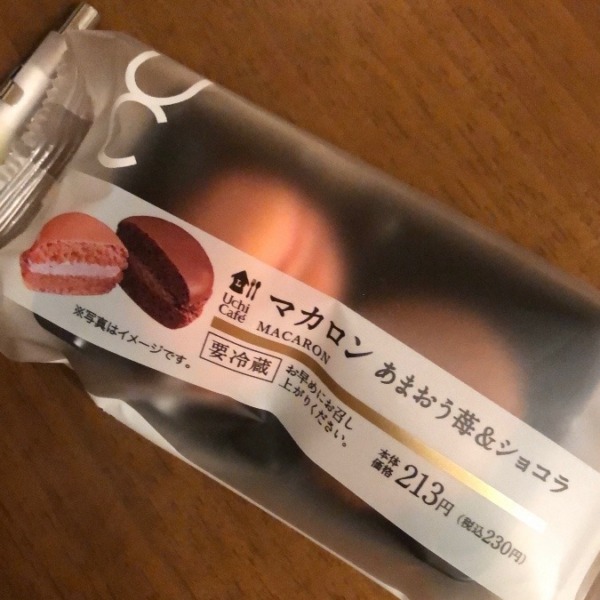 Uchi
Café
マカロン あまおう苺&ショコラ
MACARON
要冷蔵
お早めにお召し
上がりください。
※写真はイメージです。
本体
価格 213円 (税込230円)